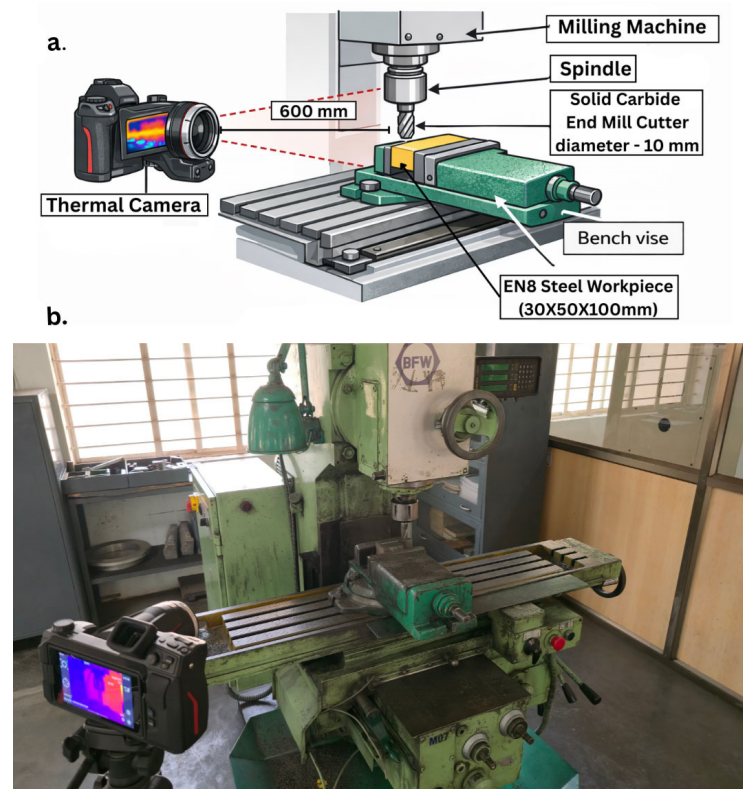 a.
Milling Machine
Spindle
600 mm
Solid Carbide
End Mill Cutter
diameter - 10 mm
Thermal Camera
Bench vise
EN8 Steel Workpiece
(30X50X100mm)
b.
BFW
M07